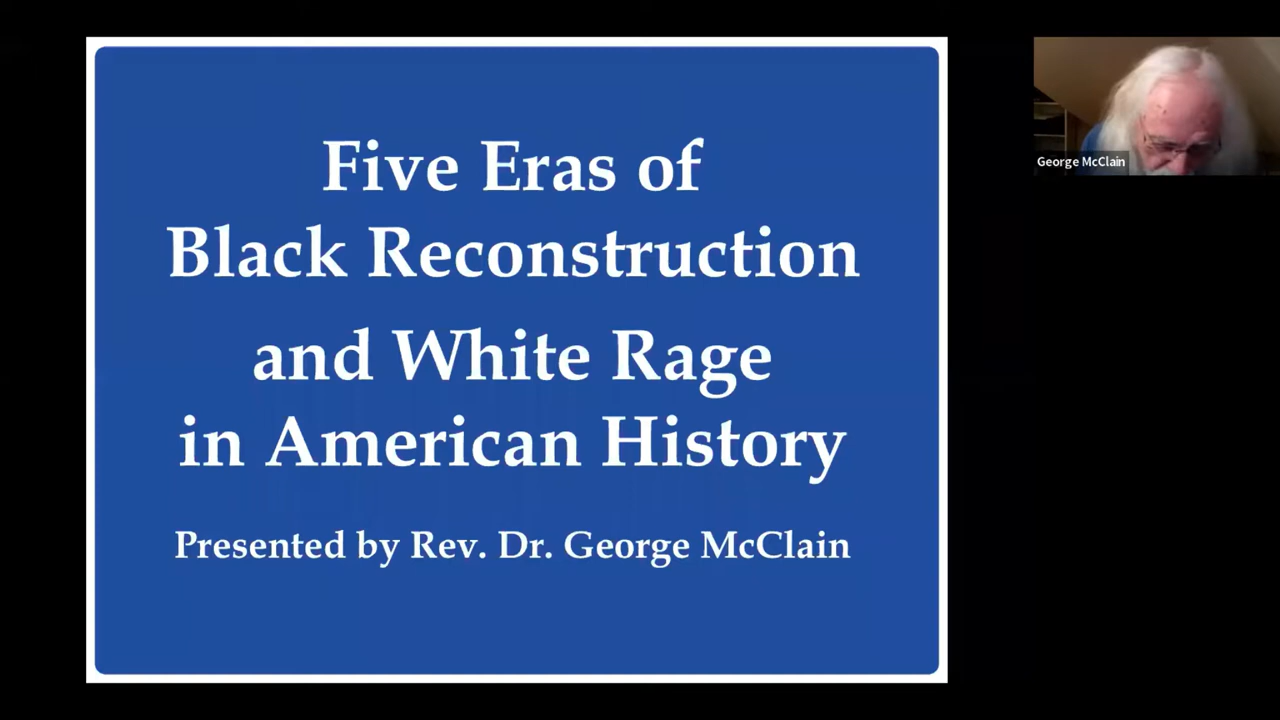 Five Eras of
Black Reconstruction
and White Rage
in American History
Presented by Rev. Dr. George McClain
George McClain